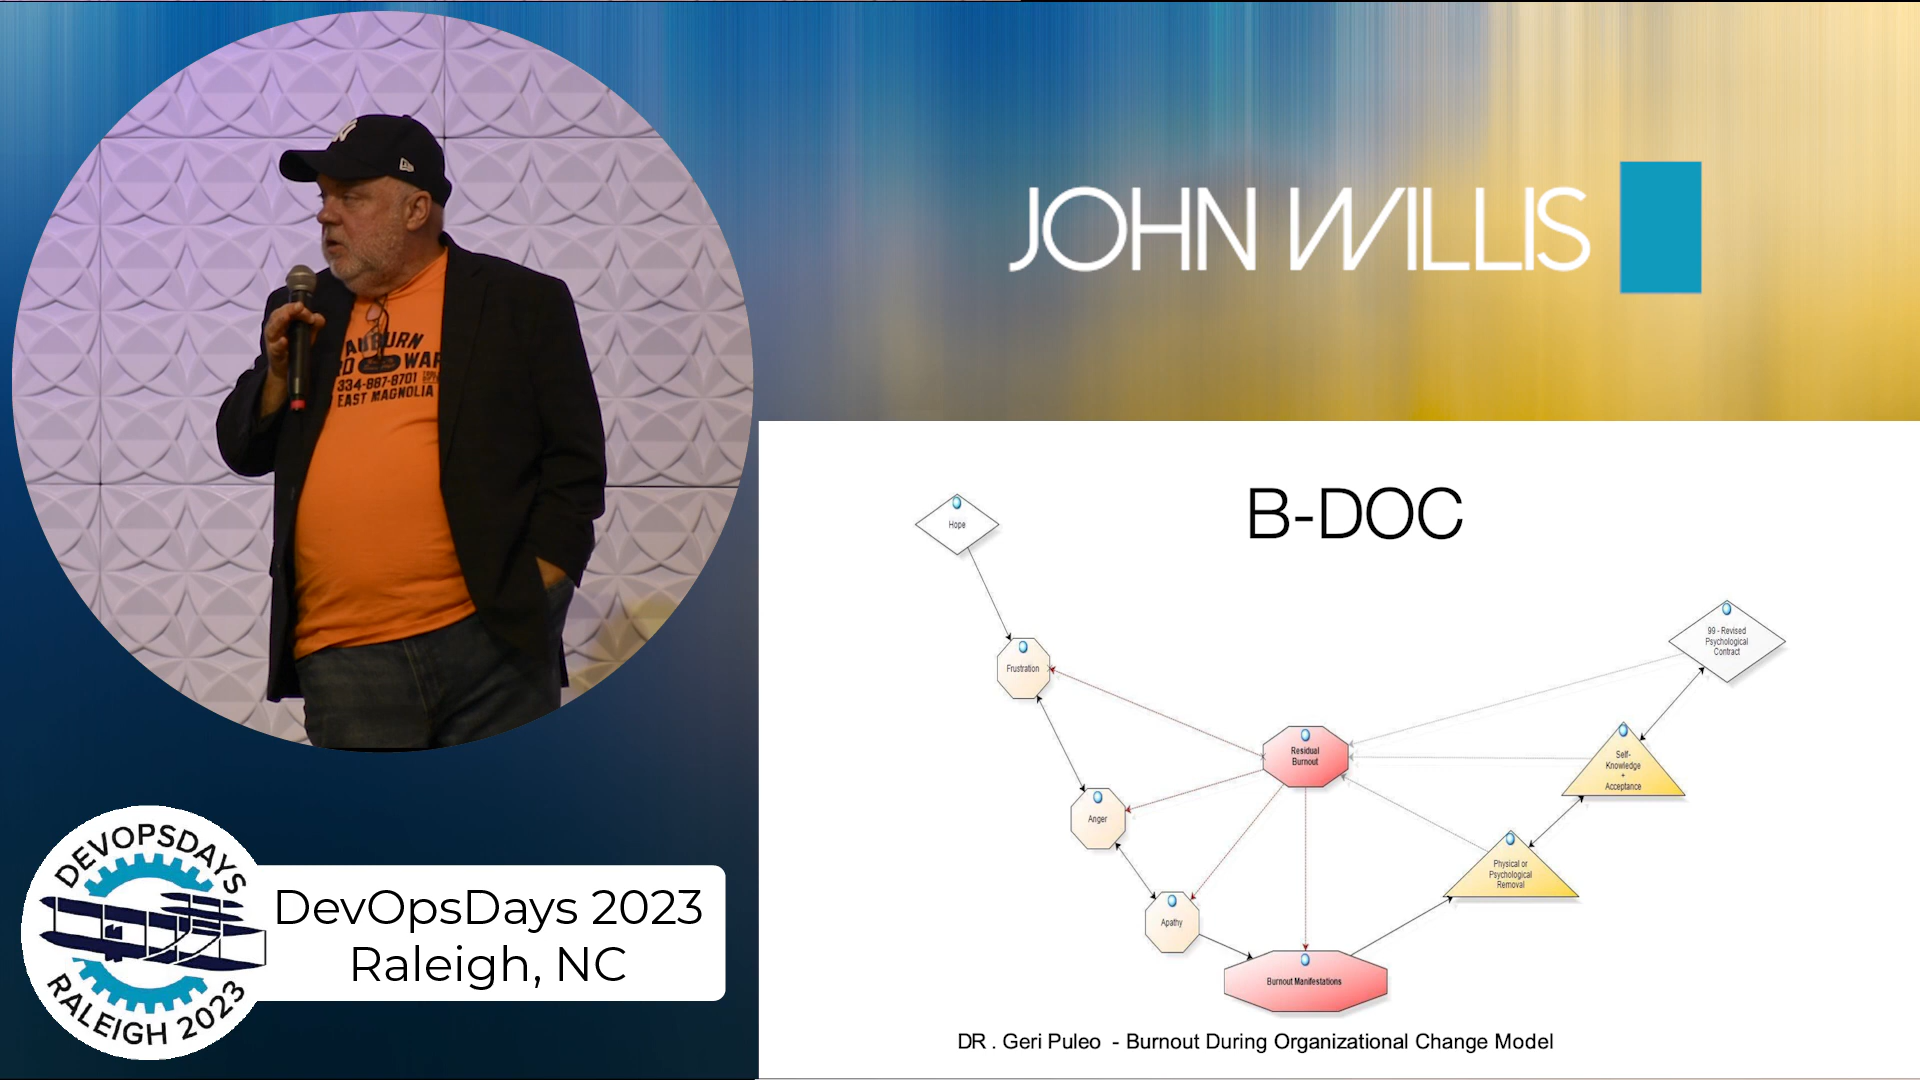 NY
AUBURN
WAR
334-887-8701
EAST MAGNOLIA
JOHN WILLIS
B-DOC
Hope
Frustration
Anger
Apathy
Residual
Burnout
Burnout Manifestations
99 - Revised
Psychological
Contract
Self-
Knowledge
+
Acceptance
Physical or
Psychological
Removal
DR . Geri Puleo - Burnout During Organizational Change Model
DEVOPSDAYS
RALEIGH 2023
DevOpsDays 2023
Raleigh, NC